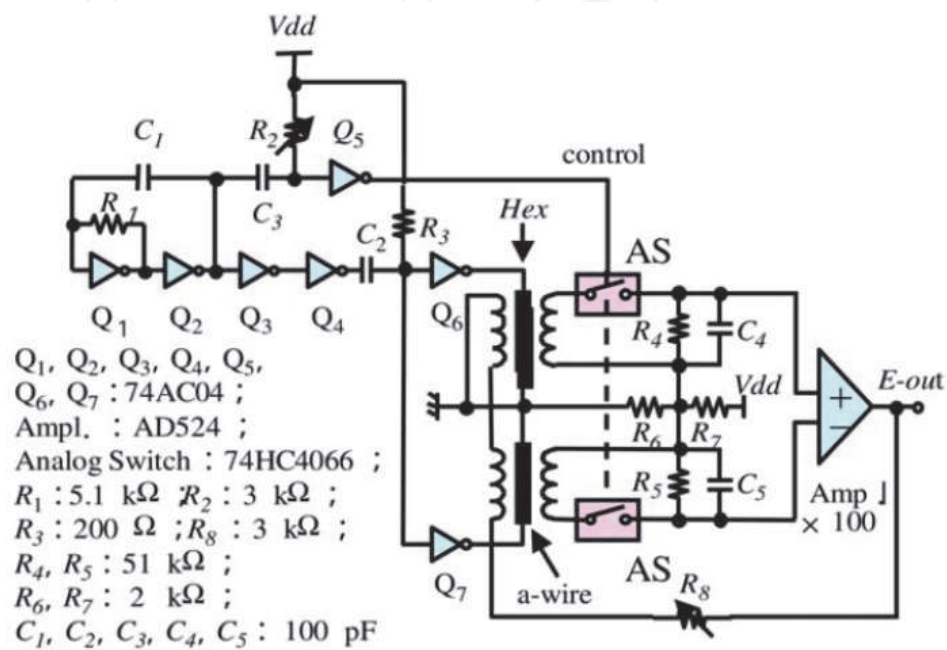 Vdd
C1
R2
Q5
control
R1
C3
C2
R3
Hex
AS
Q1
Q2
Q3
Q4
Q6
R4
C4
Vdd
E-out
R6
R7
+
−
R5
C5
Amp ⌋
× 100
Q7
a-wire
AS
R8
Q1, Q2, Q3, Q4, Q5,
Q6, Q7 : 74AC04 ;
Ampl. : AD524 ;
Analog Switch : 74HC4066 ;
R1 : 5.1 kΩ ; R2 : 3 kΩ ;
R3 : 200 Ω ; R8 : 3 kΩ ;
R4, R5 : 51 kΩ ;
R6, R7 : 2 kΩ ;
C1, C2, C3, C4, C5 : 100 pF